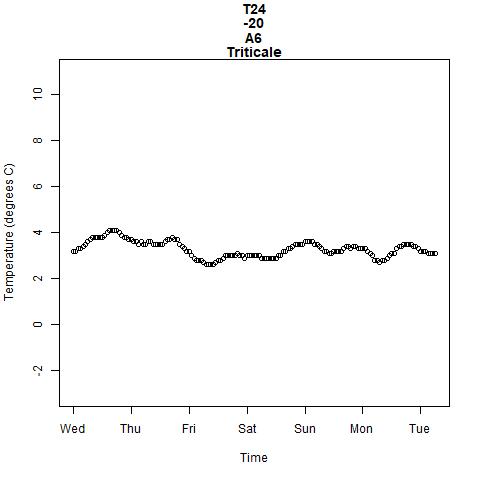 T24
-20
A6
Triticale
10
8
6
4
2
0
-2
Temperature (degrees C)
Wed Thu Fri Sat Sun Mon Tue
Time